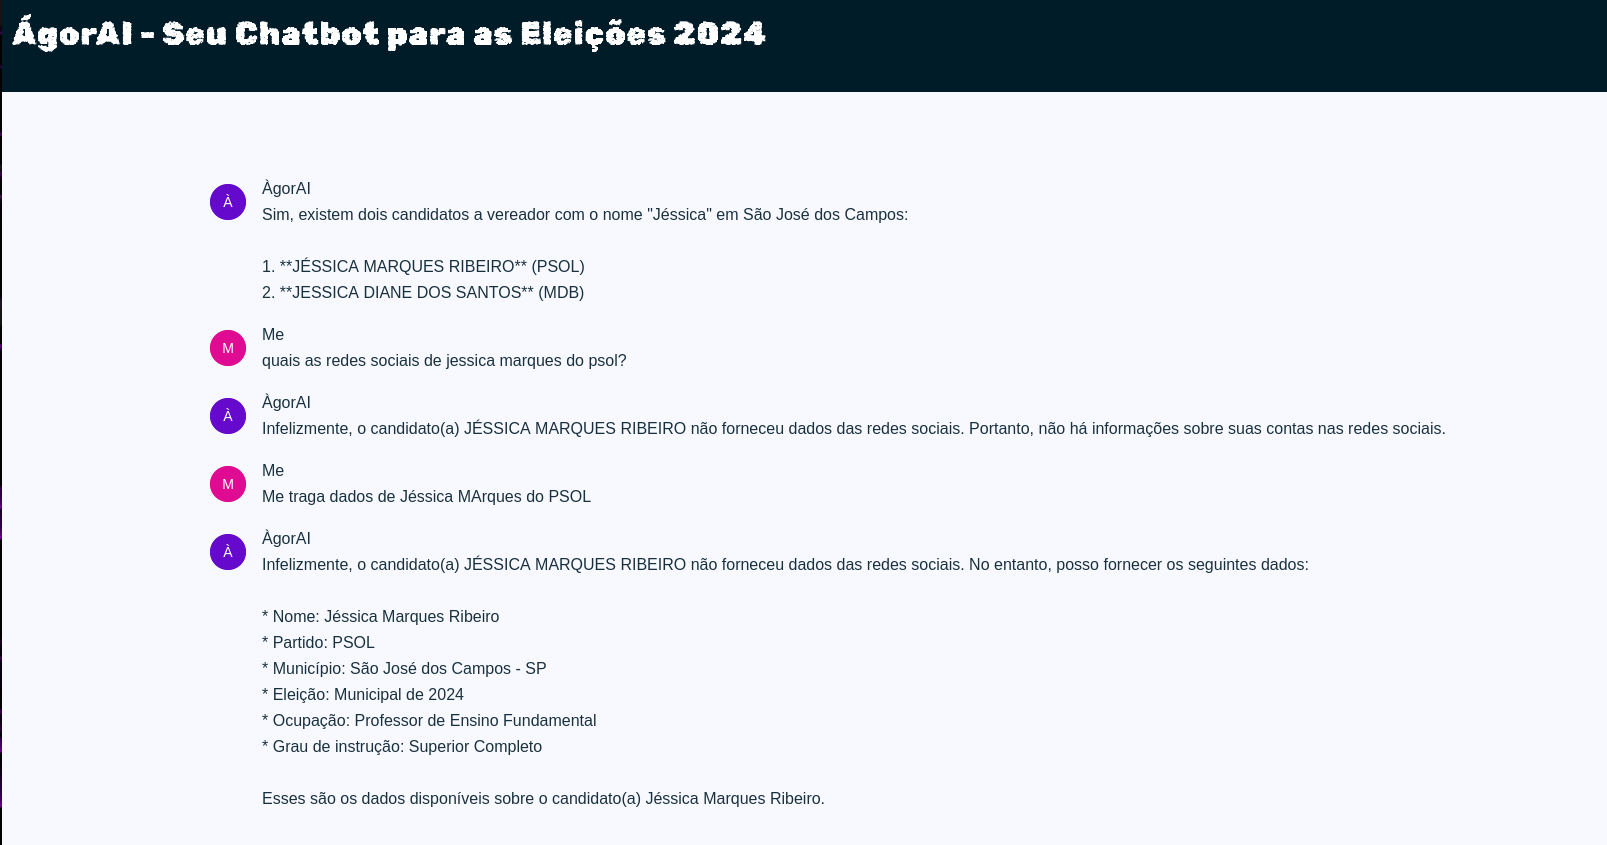 ÁgorAI - Seu Chatbot para as Eleições 2024
À
ÀgorAI
Sim, existem dois candidatos a vereador com o nome "Jéssica" em São José dos Campos:
1. **JÉSSICA MARQUES RIBEIRO** (PSOL)
2. **JESSICA DIANE DOS SANTOS** (MDB)
M
Me
quais as redes sociais de jessica marques do psol?
À
ÀgorAI
Infelizmente, o candidato(a) JÉSSICA MARQUES RIBEIRO não forneceu dados das redes sociais. Portanto, não há informações sobre suas contas nas redes sociais.
M
Me
Me traga dados de Jéssica MArques do PSOL
À
ÀgorAI
Infelizmente, o candidato(a) JÉSSICA MARQUES RIBEIRO não forneceu dados das redes sociais. No entanto, posso fornecer os seguintes dados:
* Nome: Jéssica Marques Ribeiro
* Partido: PSOL
* Município: São José dos Campos - SP
* Eleição: Municipal de 2024
* Ocupação: Professor de Ensino Fundamental
* Grau de instrução: Superior Completo
Esses são os dados disponíveis sobre o candidato(a) Jéssica Marques Ribeiro.